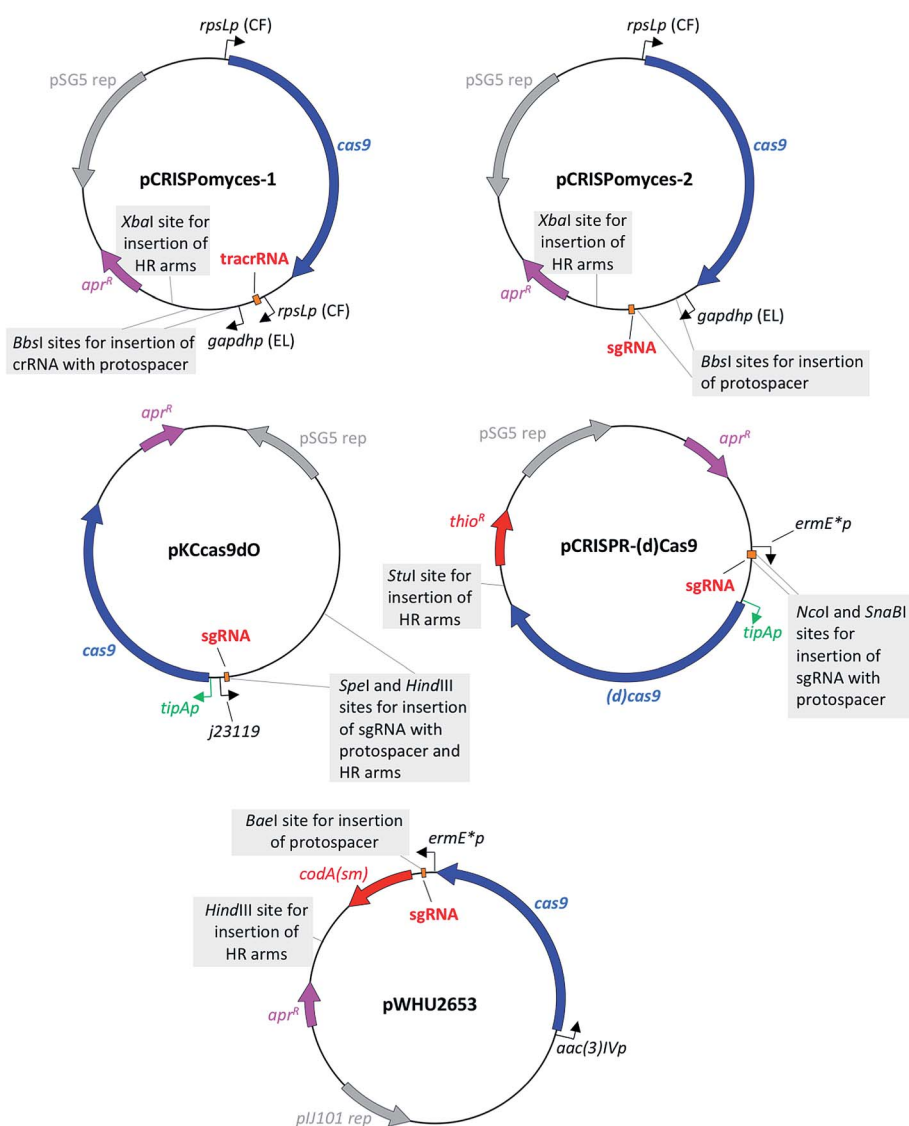 rpsLp (CF)
pSG5 rep
cas9
pCRISPomyces-1
XbaI site for
insertion of
HR arms
tracrRNA
aprR
rpsLp (CF)
gapdhp (EL)
BbsI sites for insertion of
crRNA with protospacer
rpsLp (CF)
pSG5 rep
cas9
pCRISPomyces-2
XbaI site for
insertion of
HR arms
aprR
gapdhp (EL)
sgRNA
BbsI sites for insertion
of protospacer
aprR
pSG5 rep
pKCcas9dO
cas9
sgRNA
tipAp
j23119
SpeI and HindIII
sites for insertion
of sgRNA with
protospacer and
HR arms
pSG5 rep
aprR
thioR
ermE*p
pCRISPR-(d)Cas9
sgRNA
StuI site for
insertion of
HR arms
tipAp
NcoI and SnaBI
sites for
insertion of
sgRNA with
protospacer
(d)cas9
BaeI site for insertion
of protospacer
ermE*p
codA(sm)
cas9
sgRNA
HindIII site for
insertion of
HR arms
pWHU2653
aprR
aac(3)IVp
pIJ101 rep